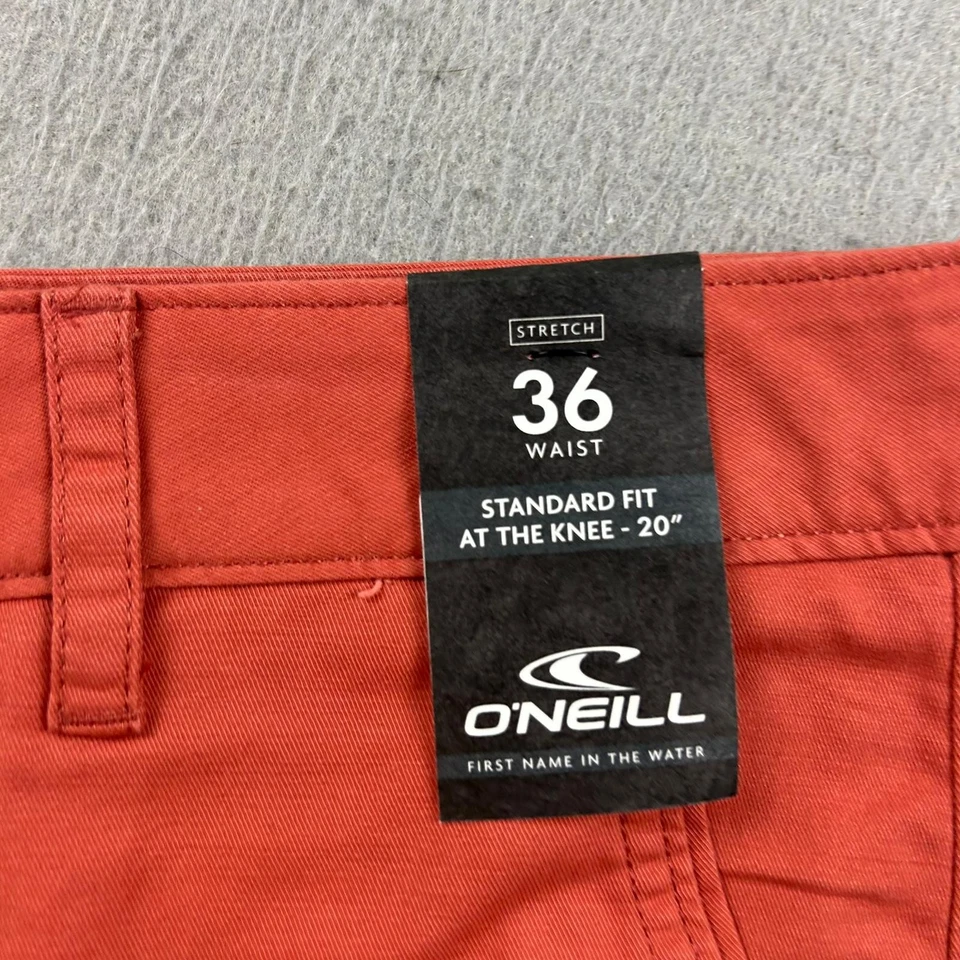 STRETCH
36
WAIST
STANDARD FIT
AT THE KNEE - 20"
O'NEILL
FIRST NAME IN THE WATER